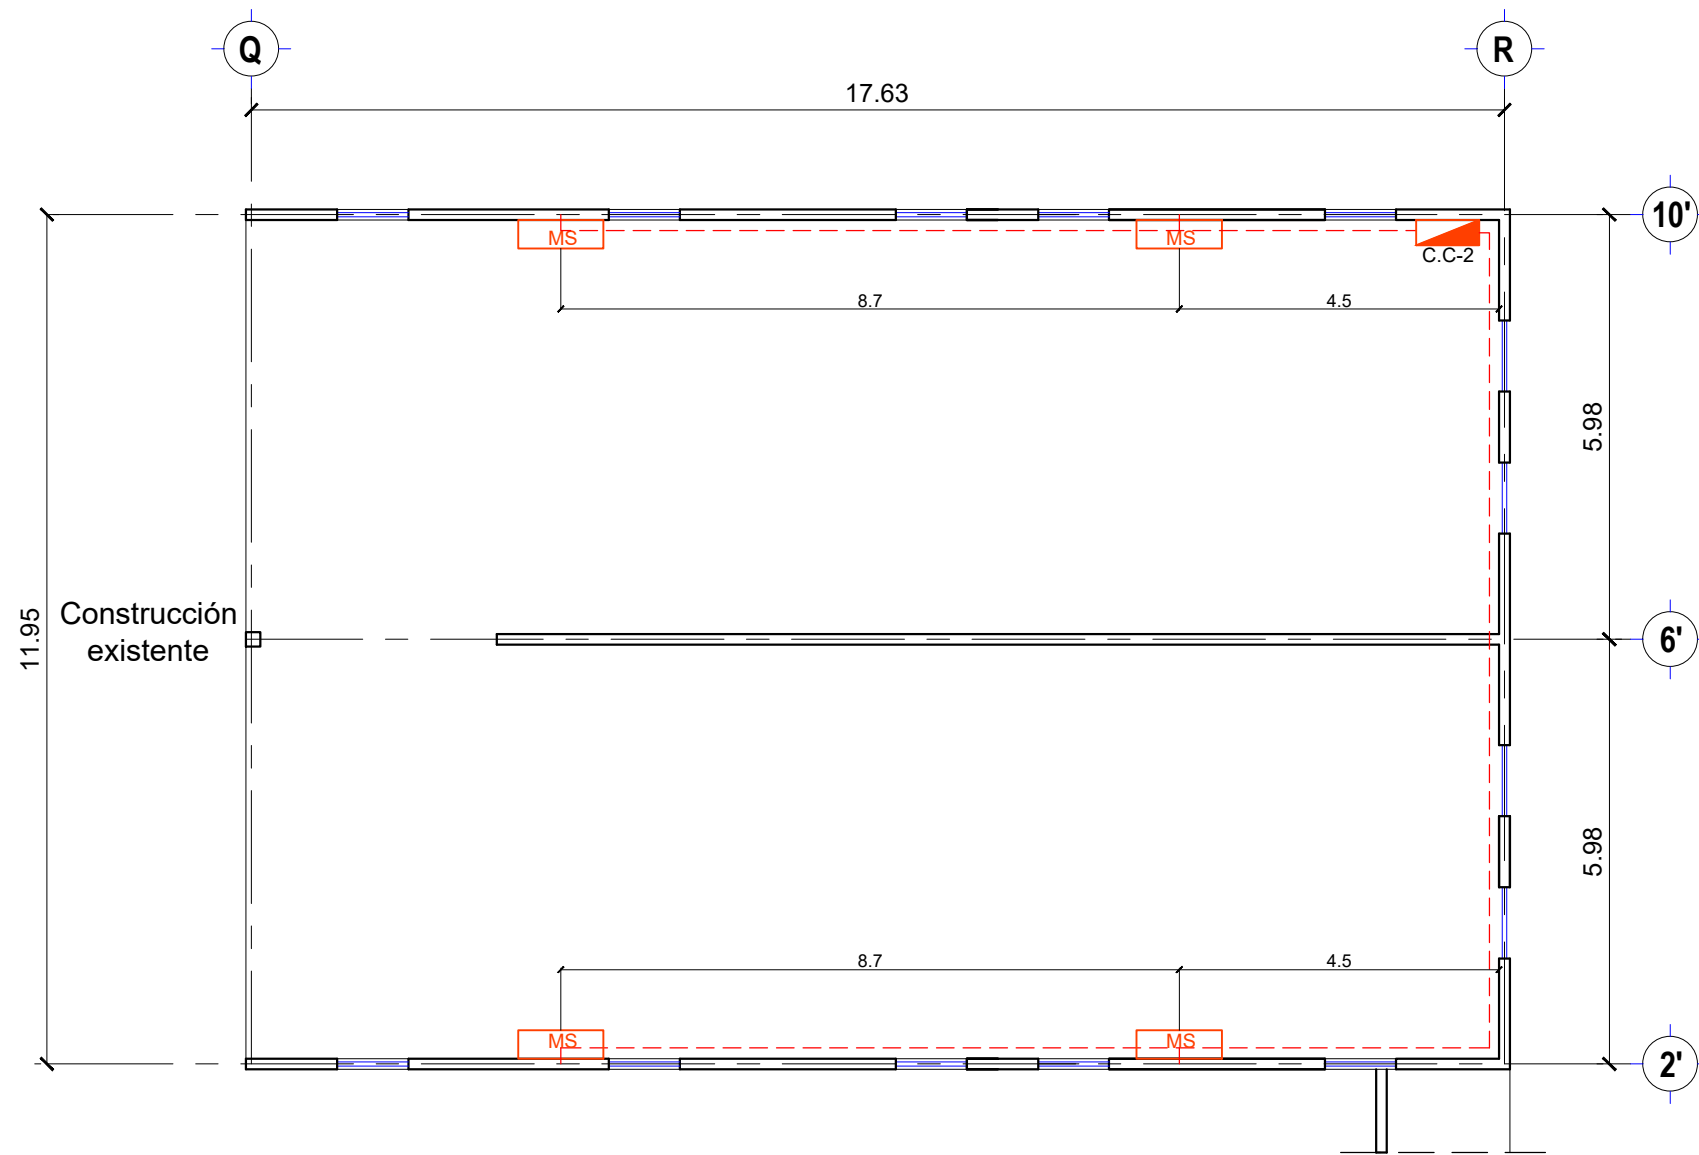 Q
R
17.63
10'
MS
MS
C.C-2
8.7
4.5
5.98
Construcción
existente
11.95
6'
5.98
8.7
4.5
MS
MS
2'